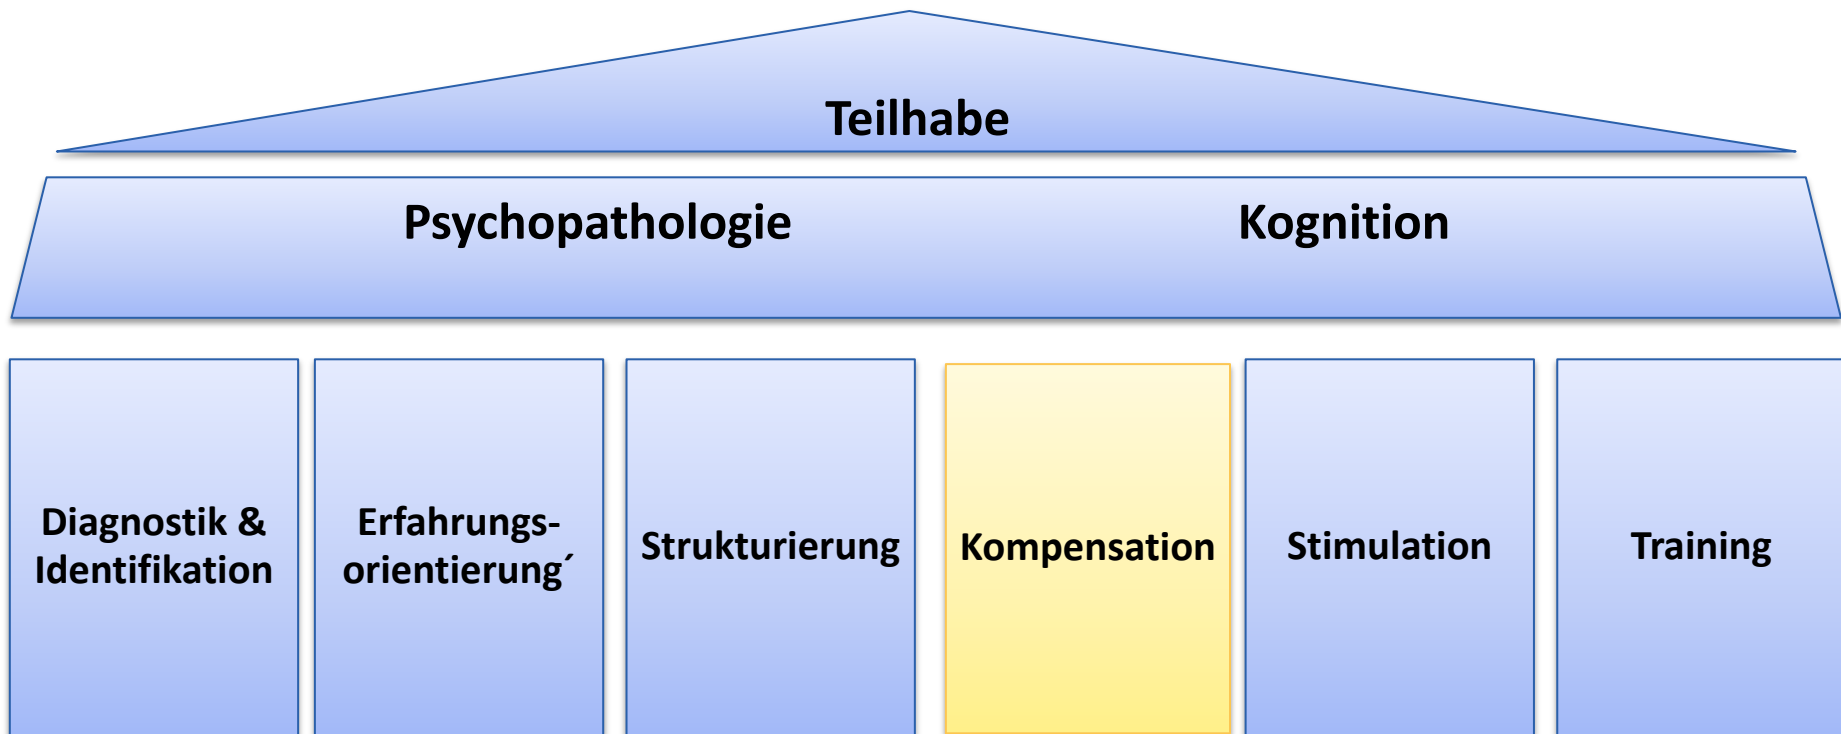 Teilhabe
Psychopathologie Kognition
Diagnostik &
Identifikation
Erfahrungs-
orientierung´
Strukturierung
Kompensation
Stimulation
Training